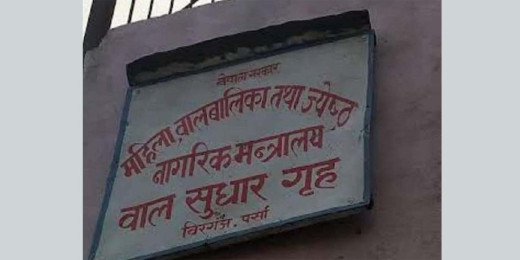 नेपाल सरकार
महिला, वालबालिका तथा ज्येष्ठ
नागरिक मन्त्रालय
वाल सुधार गृह
विरगंज, पर्सा